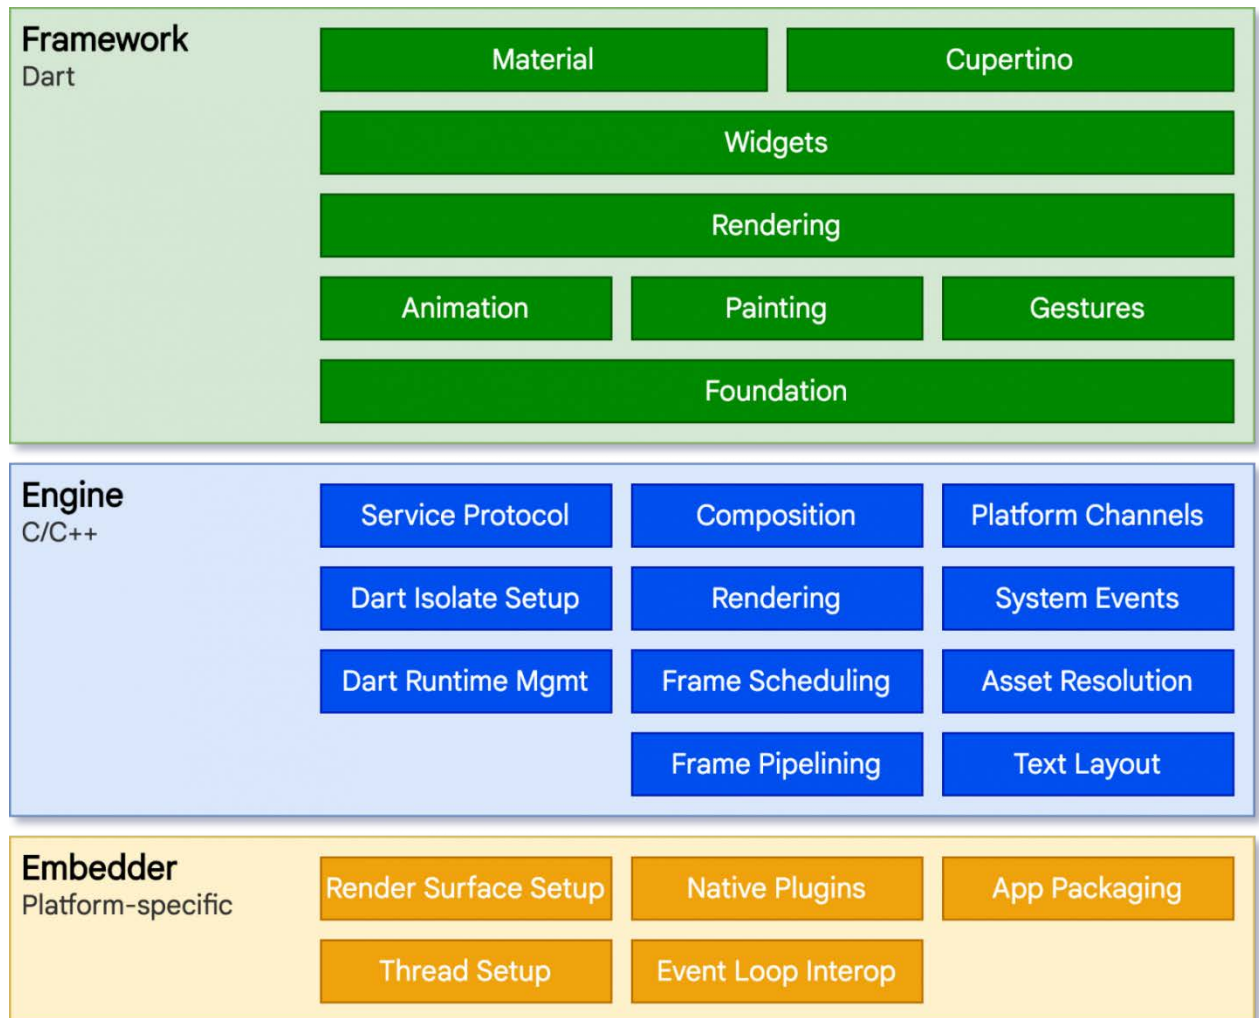 Framework
Dart
Material
Cupertino
Widgets
Rendering
Animation
Painting
Gestures
Foundation
Engine
C/C++
Service Protocol
Composition
Platform Channels
Dart Isolate Setup
Rendering
System Events
Dart Runtime Mgmt
Frame Scheduling
Asset Resolution
Frame Pipelining
Text Layout
Embedder
Platform-specific
Render Surface Setup
Native Plugins
App Packaging
Thread Setup
Event Loop Interop